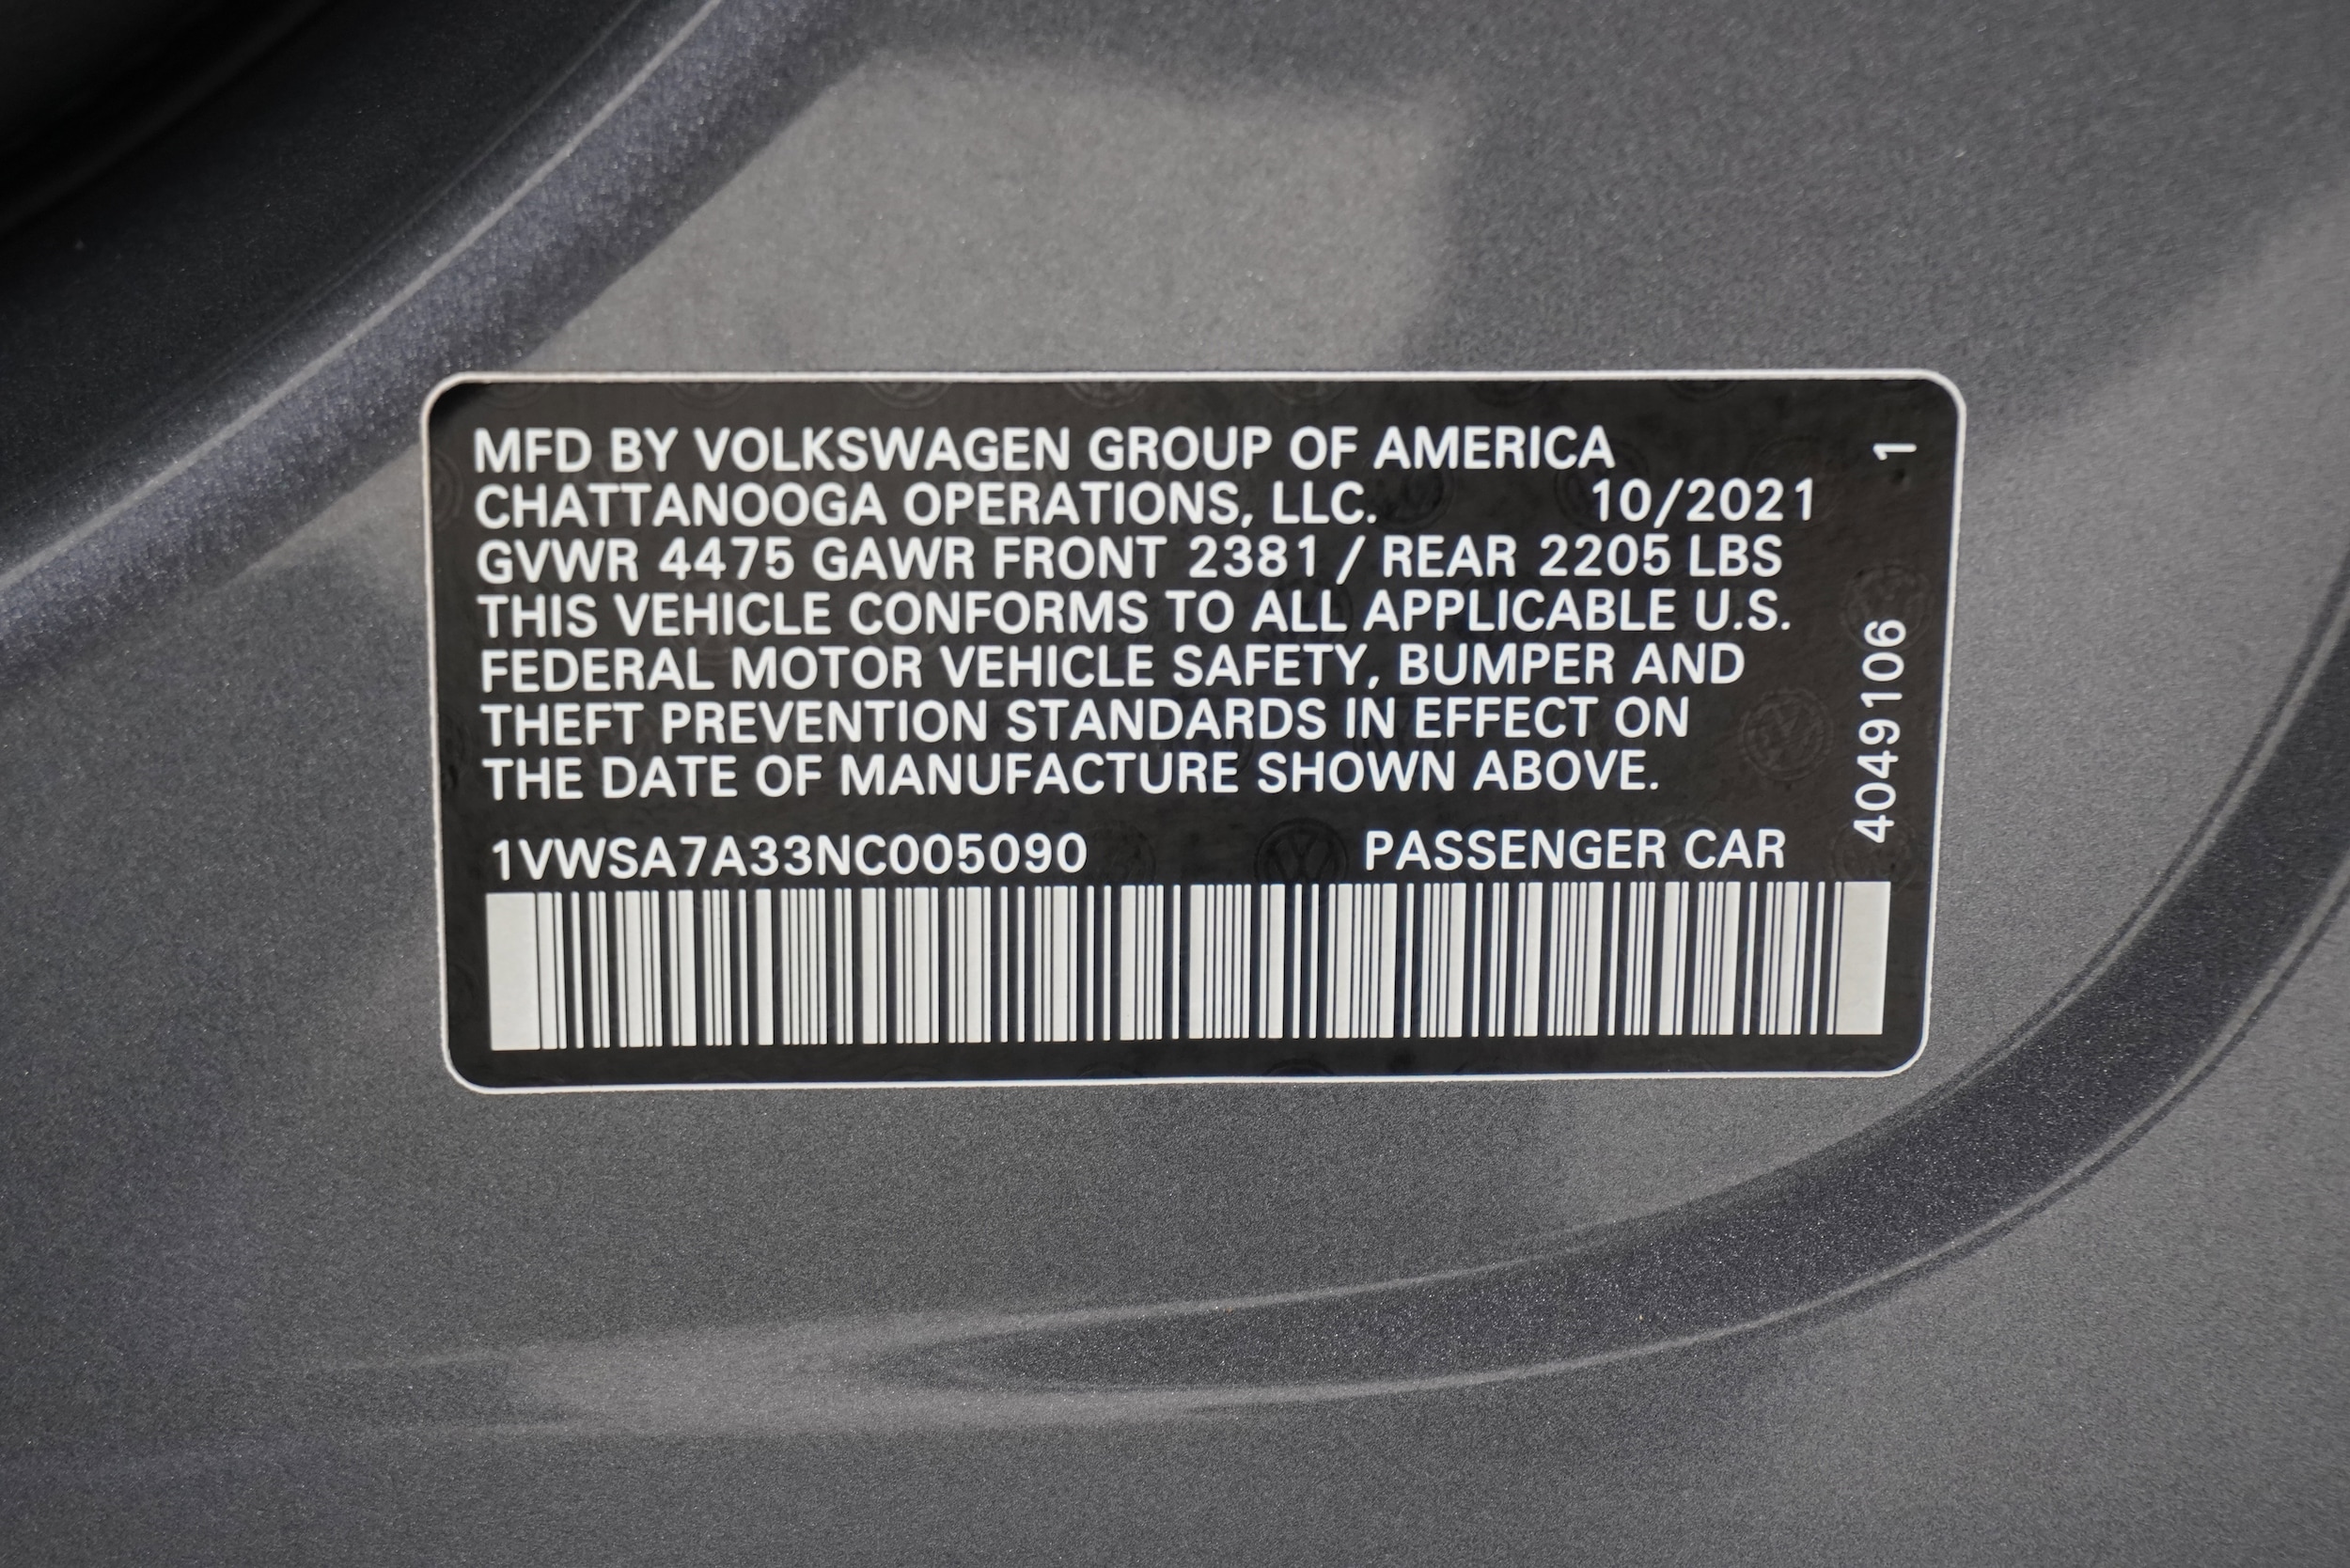 MFD BY VOLKSWAGEN GROUP OF AMERICA
CHATTANOOGA OPERATIONS, LLC. 10/2021
GVWR 4475 GAWR FRONT 2381 / REAR 2205 LBS
THIS VEHICLE CONFORMS TO ALL APPLICABLE U.S.
FEDERAL MOTOR VEHICLE SAFETY, BUMPER AND
THEFT PREVENTION STANDARDS IN EFFECT ON
THE DATE OF MANUFACTURE SHOWN ABOVE.
1VWSA7A33NC005090 PASSENGER CAR
4049106 1